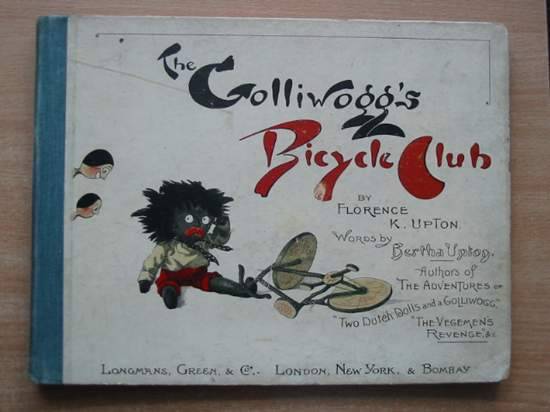 The
Golliwogg's
Bicycle Club
BY
FLORENCE
K. UPTON.
WORDS by
Bertha Upton.
Authors of
THE ADVENTURES OF
"TWO Dutch Dolls and a GOLLIWOGG"
"THE VEGEMEN'S
REVENGE," &c.
LONGMANS, GREEN, & Co., LONDON, NEW YORK, & BOMBAY